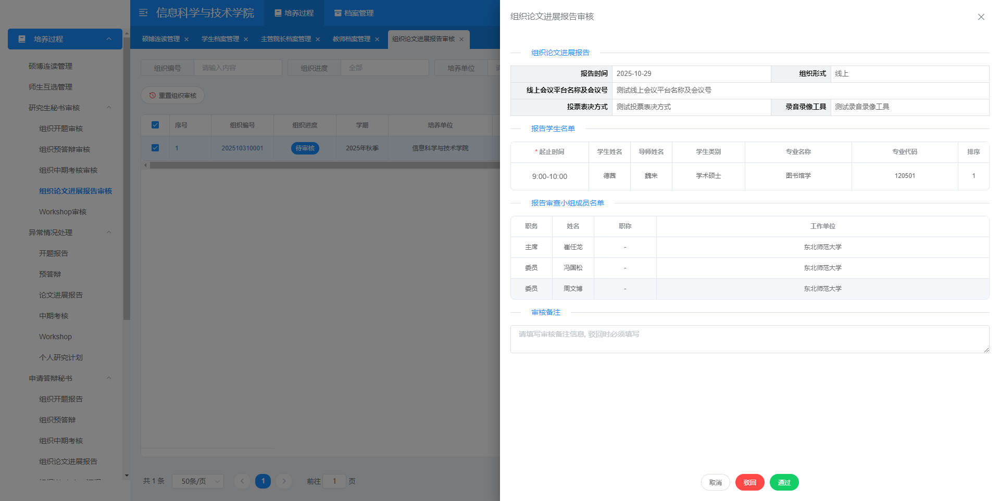 信息科学与技术学院
培养过程
档案管理
硕博连读管理
学生档案管理
主管院长档案管理
教师档案管理
组织论文进展报告审核
培养过程
硕博连读管理
师生互选管理
研究生秘书审核
组织开题审核
组织预答辩审核
组织中期考核审核
组织论文进展报告审核
Workshop审核
异常情况处理
开题报告
预答辩
论文进展报告
中期考核
Workshop
个人研究计划
申请答辩秘书
组织开题报告
组织预答辩
组织中期考核
组织论文进展报告
组织编号 请输入内容 组织进度 全部 培养单位
重置组织审核
序号 组织编号 组织进度 学期 培养单位
1 202510310001 待审核 2025年秋季 信息科学与技术学院
共 1 条 50条/页 1 前往 1 页
组织论文进展报告审核
组织论文进展报告
报告时间 2025-10-29 组织形式 线上
线上会议平台名称及会议号 测试线上会议平台名称及会议号
投票表决方式 测试投票表决方式 录音录像工具 测试录音录像工具
报告学生名单
* 起止时间 学生姓名 导师姓名 学生类别 专业名称 专业代码 排序
9:00-10:00 德茜 魏来 学术硕士 图书馆学 120501 1
报告审查小组成员名单
职务 姓名 职称 工作单位
主席 崔任龙 - 东北师范大学
委员 冯国松 - 东北师范大学
委员 周文博 - 东北师范大学
审核备注
请填写审核备注信息, 驳回时必须填写
取消 驳回 通过